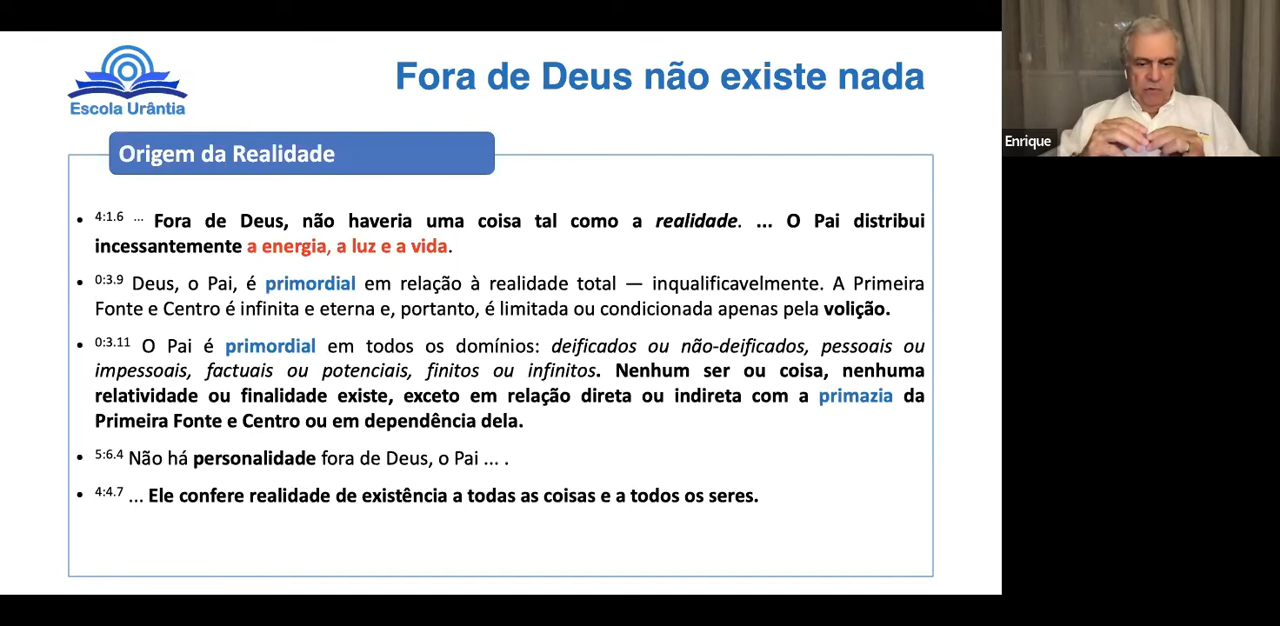 Fora de Deus não existe nada
Escola Urântia
Origem da Realidade
Enrique
• 4:1.6 ... Fora de Deus, não haveria uma coisa tal como a realidade. ... O Pai distribui
incessantemente a energia, a luz e a vida.
• 0:3.9 Deus, o Pai, é primordial em relação à realidade total — inqualificavelmente. A Primeira
Fonte e Centro é infinita e eterna e, portanto, é limitada ou condicionada apenas pela volição.
• 0:3.11 O Pai é primordial em todos os domínios: deificados ou não-deificados, pessoais ou
impessoais, factuais ou potenciais, finitos ou infinitos. Nenhum ser ou coisa, nenhuma
relatividade ou finalidade existe, exceto em relação direta ou indireta com a primazia da
Primeira Fonte e Centro ou em dependência dela.
• 5:6.4 Não há personalidade fora de Deus, o Pai ... .
• 4:4.7 ... Ele confere realidade de existência a todas as coisas e a todos os seres.